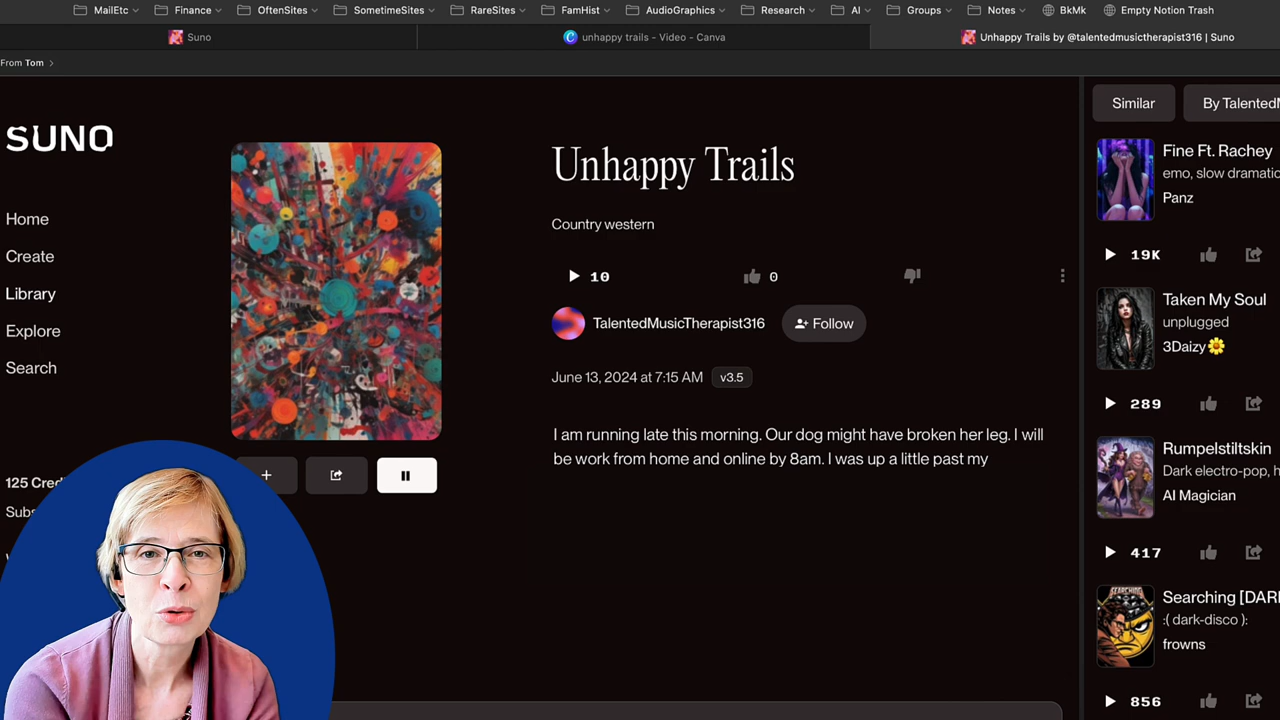 MailEtc
Finance
OftenSites
SometimeSites
RareSites
FamHist
AudioGraphics
Research
AI
Groups
Notes
BkMk
Empty Notion Trash
Suno
unhappy trails - Video - Canva
Unhappy Trails by @talentedmusictherapist316 | Suno
From Tom
SUNO
Home
Create
Library
Explore
Search
125
Unhappy Trails
Country western
10
0
TalentedMusicTherapist316
Follow
June 13, 2024 at 7:15 AM
v3.5
I am running late this morning. Our dog might have broken her leg. I will
be work from home and online by 8am. I was up a little past my
Similar
By
Fine Ft. Rachey
emo, slow
Panz
19K
Taken My Soul
unplugged
3Daizy🌼
289
Rumpelstiltskin
Dark electro-pop,
AI Magician
417
Searching
:( dark-disco ):
frowns
856